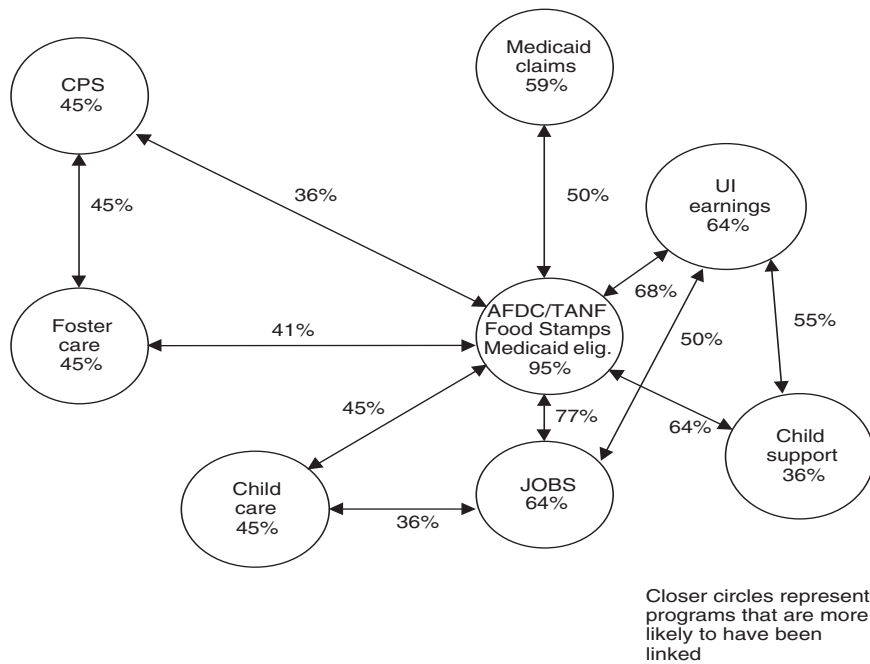 Medicaid
claims
59%
CPS
45%
UI
earnings
64%
45%
36%
50%
68%
AFDC/TANF
Food Stamps
Medicaid elig.
95%
Foster
care
45%
41%
50%
55%
45%
77%
64%
Child
support
36%
Child
care
45%
36%
JOBS
64%
Closer circles represent
programs that are more
likely to have been
linked